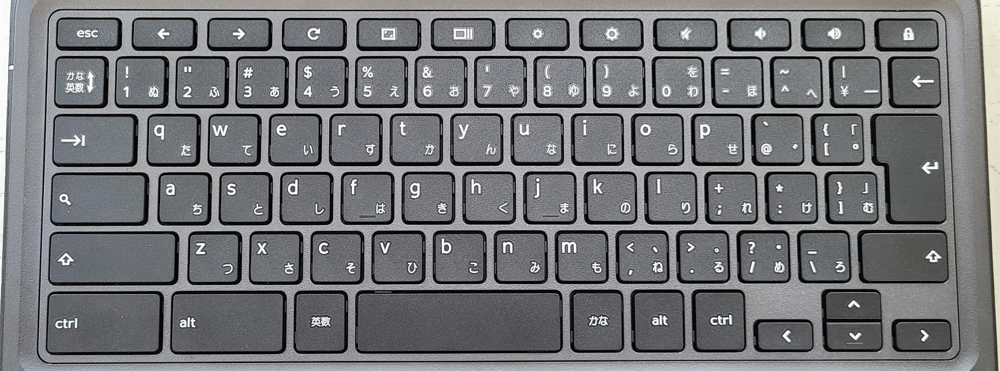 esc
かな 英数 ! 1 ぬ " 2 ふ # 3 あ $ 4 う % 5 え & 6 お ' 7 や ( 8 ゆ ) 9 よ を 0 わ = - ほ ~ ^ へ | ¥ ー
q た w て e い r す t か y ん u な i に o ら p せ ` @ ゛ { 「 [ ゜
a ち s と d し f は g き h く j ま k の l り + ; れ * : け } 」 ] む
z つ x さ c そ v ひ b こ n み m も < 、 , ね > 。 . る ? ・ / め _ \ ろ
ctrl alt 英数 かな alt ctrl